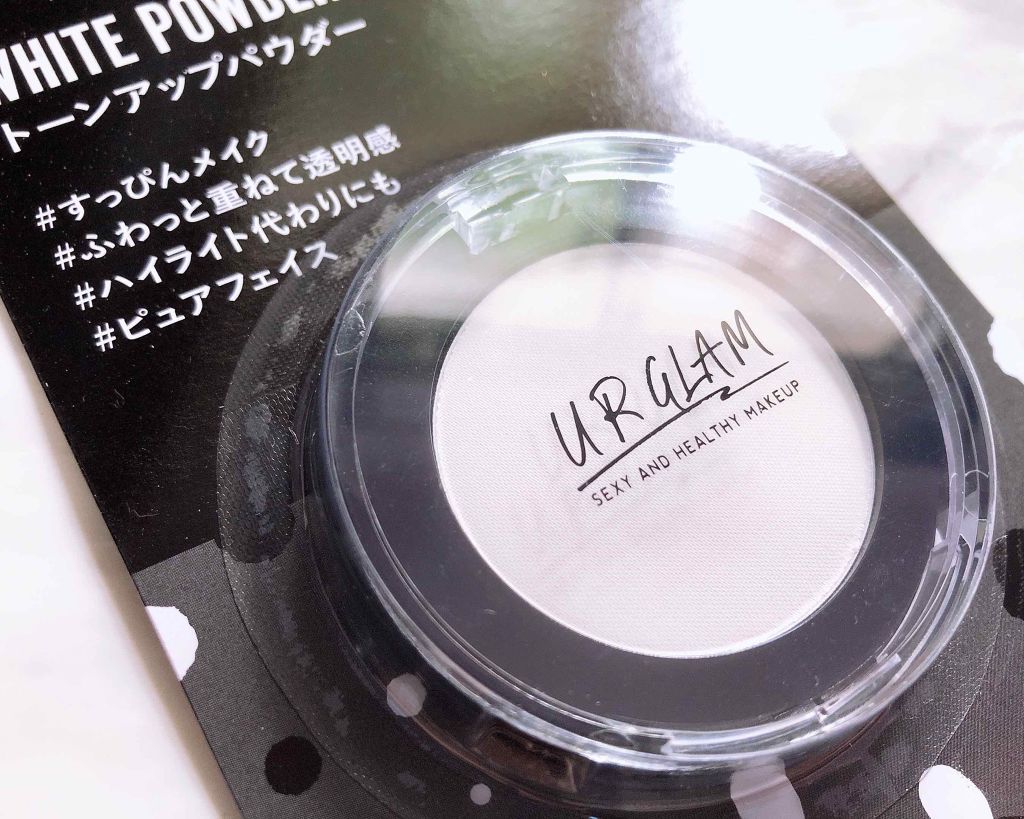 WHITE POWDER
トーンアップパウダー
#すっぴんメイク
#ふわっと重ねて透明感
#ハイライト代わりにも
#ピュアフェイス
URGLAM
SEXY AND HEALTHY MAKEUP